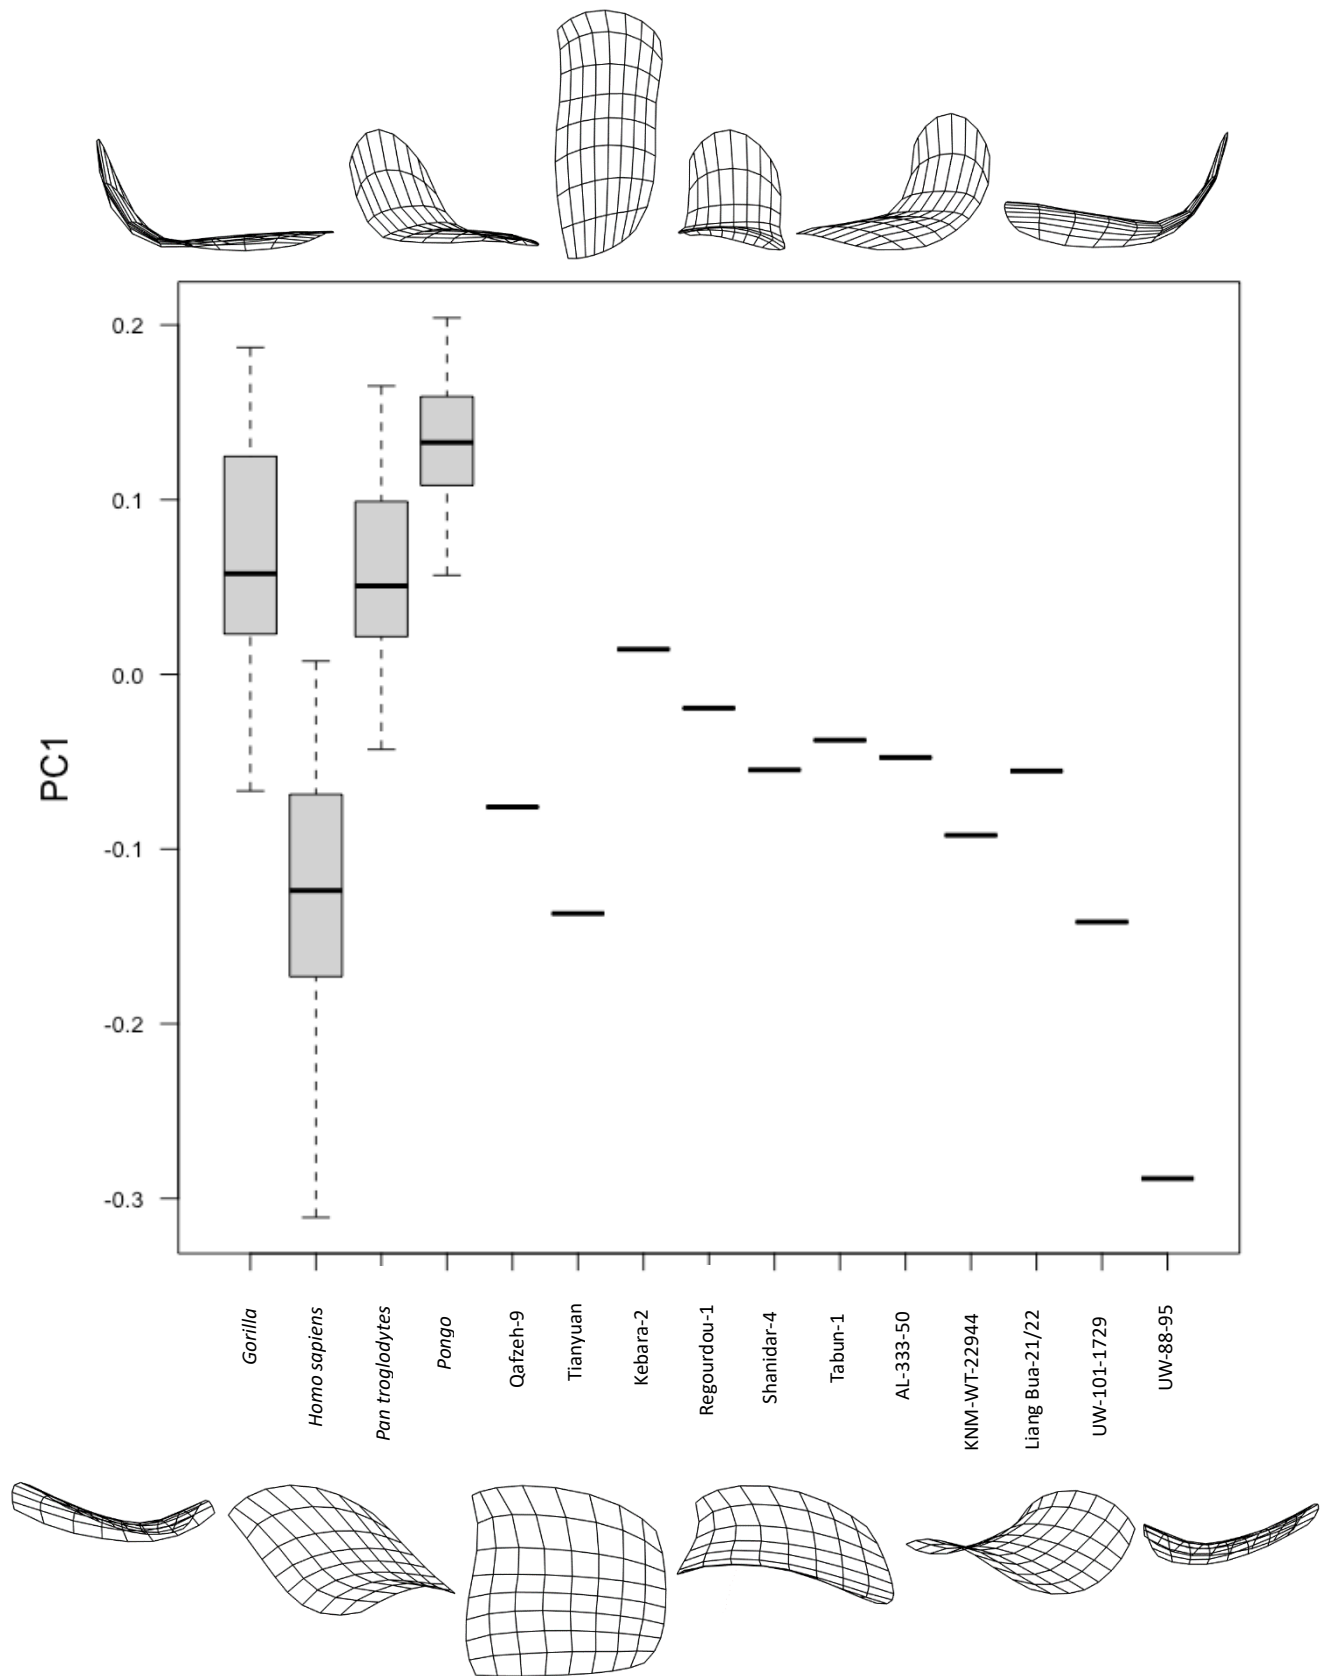 0.2
0.1
0.0
-0.1
-0.2
-0.3
PC1
Gorilla
Homo sapiens
Pan troglodytes
Pongo
Qafzeh-9
Tianyuan
Kebara-2
Regourdou-1
Shanidar-4
Tabun-1
AL-333-50
KNM-WT-22944
Liang Bua-21/22
UW-101-1729
UW-88-95